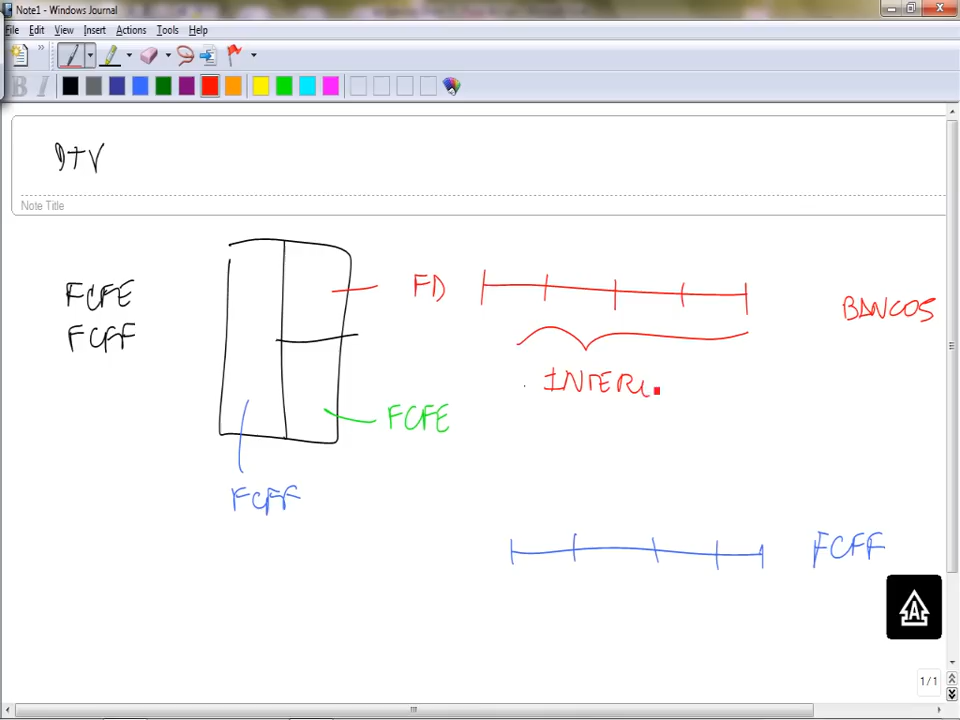 Note1 - Windows Journal
File Edit View Insert Actions Tools Help
B I
Note Title
FCFE
FCFF
FD
BANCOS
INTER
FCFE
FCFF
FCFF
A
1/1